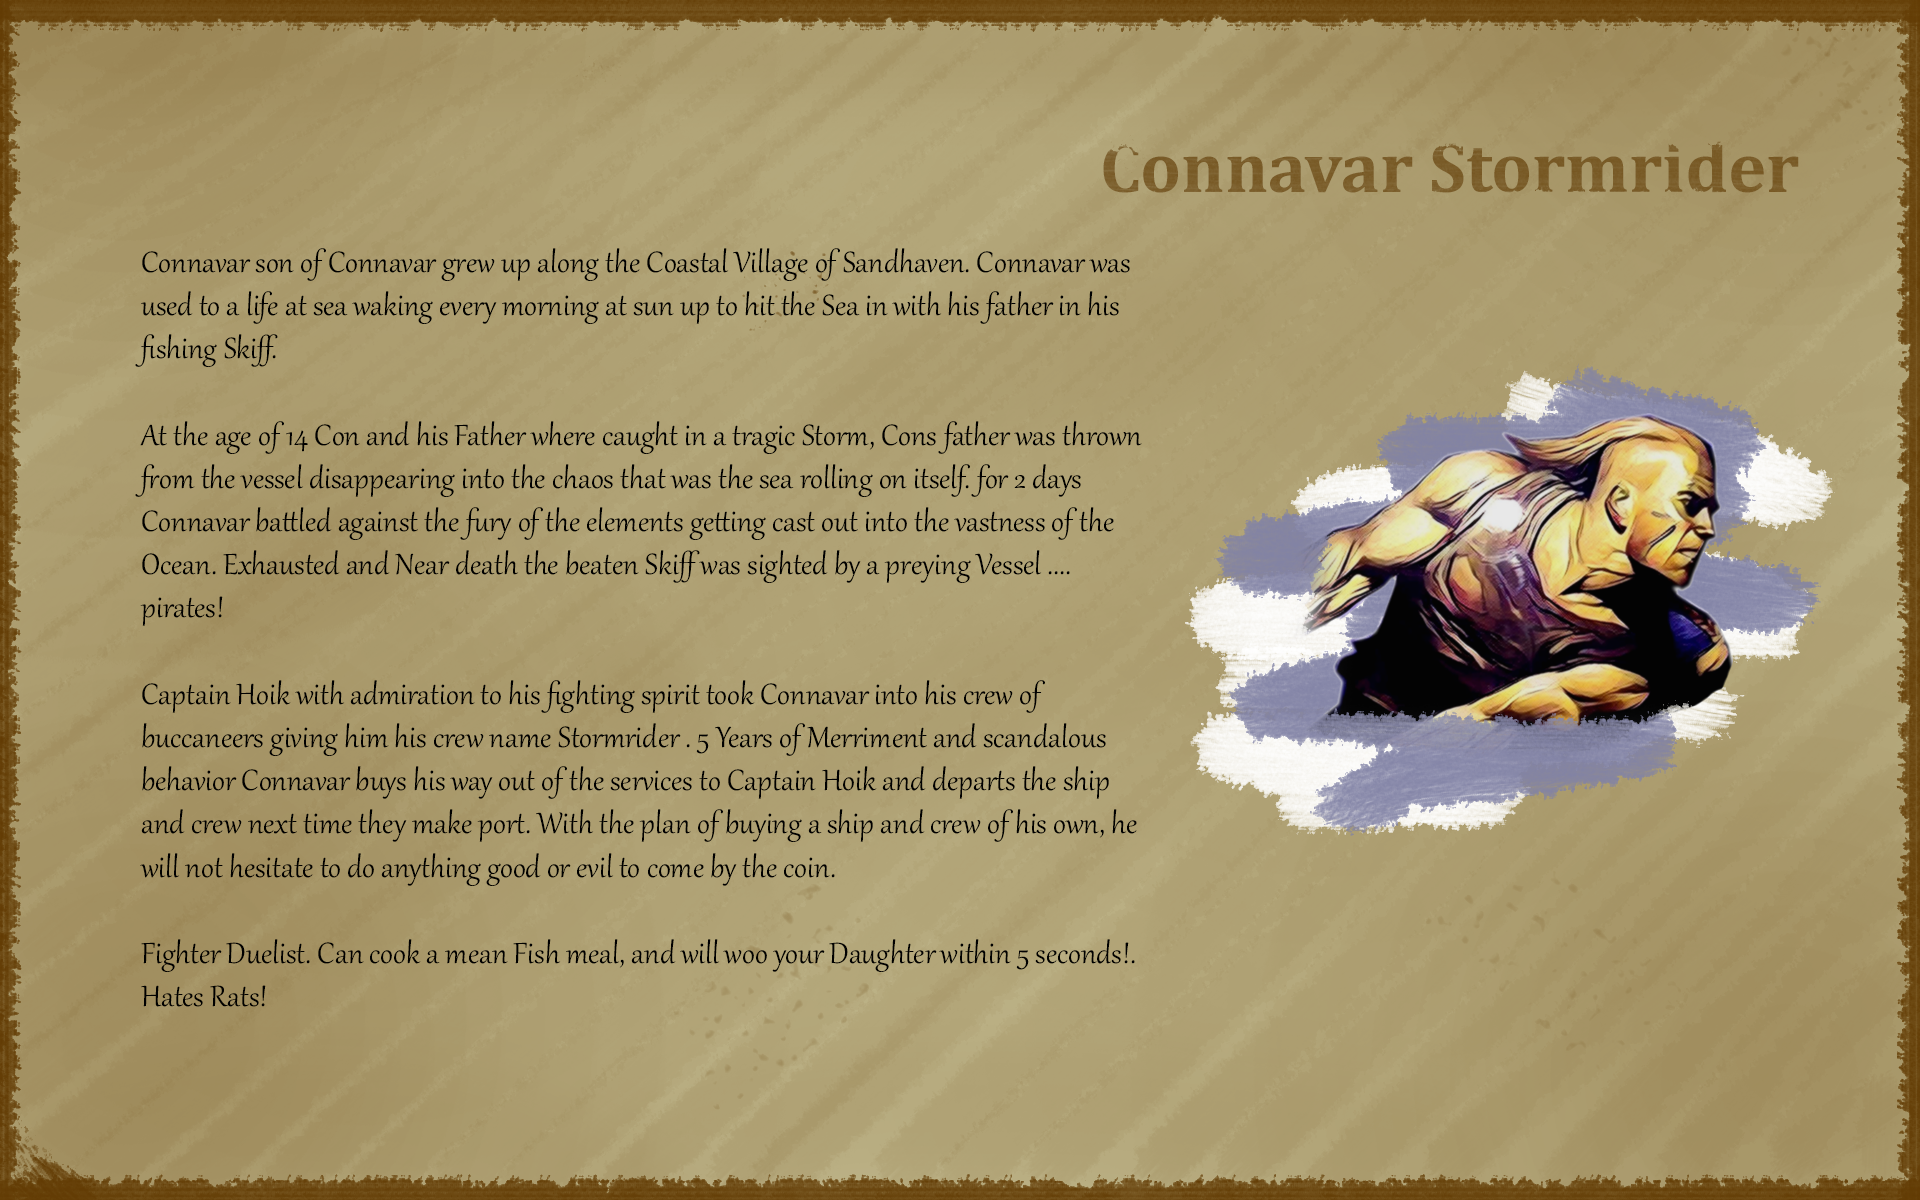 Connavar Stormrider
Connavar son of Connavar grew up along the Coastal Village of Sandhaven. Connavar was
used to a life at sea waking every morning at sun up to hit the Sea in with his father in his
fishing Skiff.
At the age of 14 Con and his Father where caught in a tragic Storm, Cons father was thrown
from the vessel disappearing into the chaos that was the sea rolling on itself. for 2 days
Connavar battled against the fury of the elements getting cast out into the vastness of the
Ocean. Exhausted and Near death the beaten Skiff was sighted by a preying Vessel ....
pirates!
Captain Hoik with admiration to his fighting spirit took Connavar into his crew of
buccaneers giving him his crew name Stormrider . 5 Years of Merriment and scandalous
behavior Connavar buys his way out of the services to Captain Hoik and departs the ship
and crew next time they make port. With the plan of buying a ship and crew of his own, he
will not hesitate to do anything good or evil to come by the coin.
Fighter Duelist. Can cook a mean Fish meal, and will woo your Daughter within 5 seconds!.
Hates Rats!